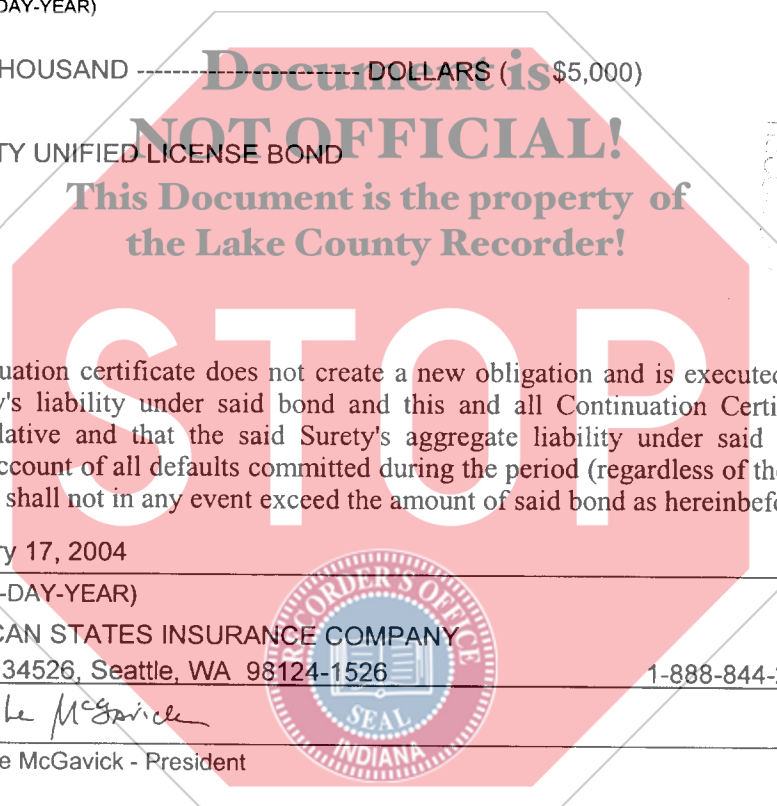 DAY-YEAR)
HOUSAND ---------------------- DOLLARS ( $5,000)
Document is
NOT OFFICIAL!
TY UNIFIED LICENSE BOND
This Document is the property of
the Lake County Recorder!
STOP
uation certificate does not create a new obligation and is executed
y's liability under said bond and this and all Continuation Certi
lative and that the said Surety's aggregate liability under said
ccount of all defaults committed during the period (regardless of the
shall not in any event exceed the amount of said bond as hereinbefo
ry 17, 2004
-DAY-YEAR)
CAN STATES INSURANCE COMPANY
34526, Seattle, WA 98124-1526 1-888-844-
ke McGavick
e McGavick - President
RECORDER'S OFFICE
SEAL
INDIANA